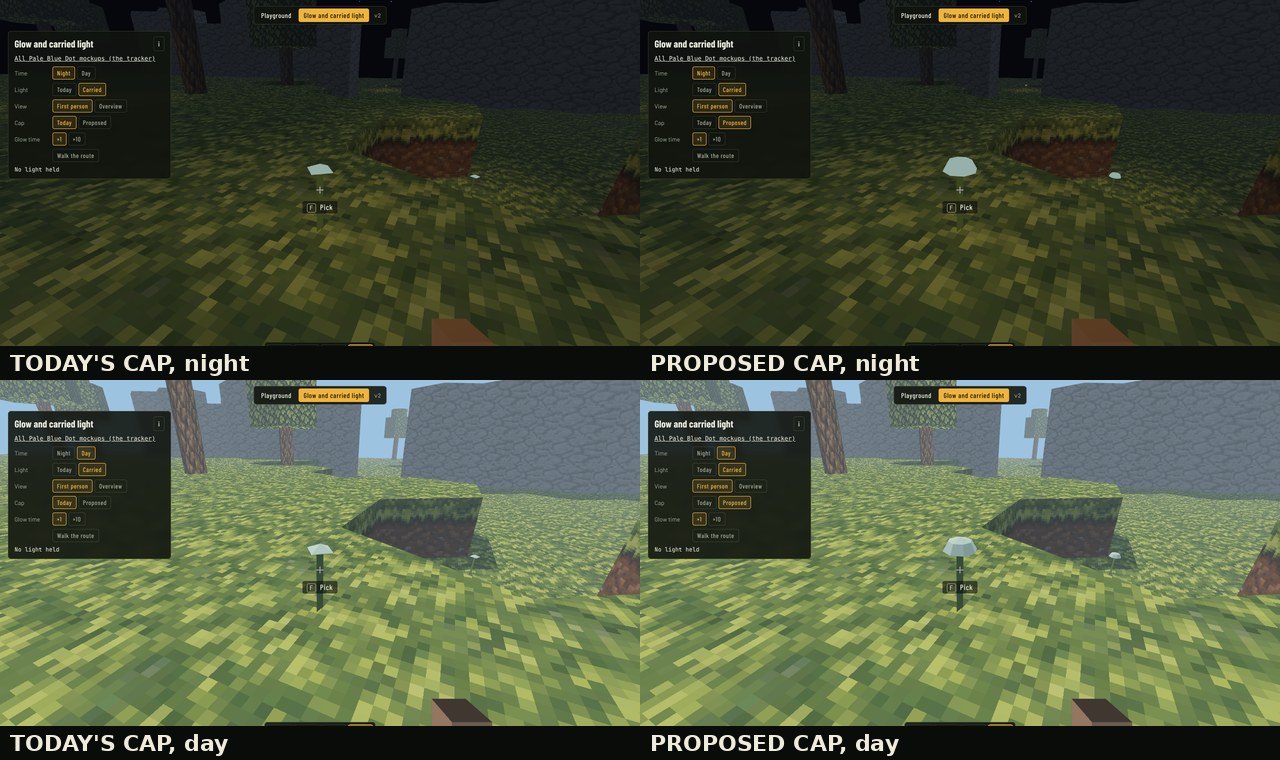 Playground Glow and carried light v2
Glow and carried light i
All Pale Blue Dot mockups (the tracker)
Time Night Day
Light Today Carried
View First person Overview
Cap Today Proposed
Glow time ×1 ×10
Walk the route
No light held
F Pick
TODAY'S CAP, night
Playground Glow and carried light v2
Glow and carried light i
All Pale Blue Dot mockups (the tracker)
Time Night Day
Light Today Carried
View First person Overview
Cap Today Proposed
Glow time ×1 ×10
Walk the route
No light held
F Pick
PROPOSED CAP, night
Playground Glow and carried light v2
Glow and carried light i
All Pale Blue Dot mockups (the tracker)
Time Night Day
Light Today Carried
View First person Overview
Cap Today Proposed
Glow time ×1 ×10
Walk the route
No light held
F Pick
TODAY'S CAP, day
Playground Glow and carried light v2
Glow and carried light i
All Pale Blue Dot mockups (the tracker)
Time Night Day
Light Today Carried
View First person Overview
Cap Today Proposed
Glow time ×1 ×10
Walk the route
No light held
F Pick
PROPOSED CAP, day